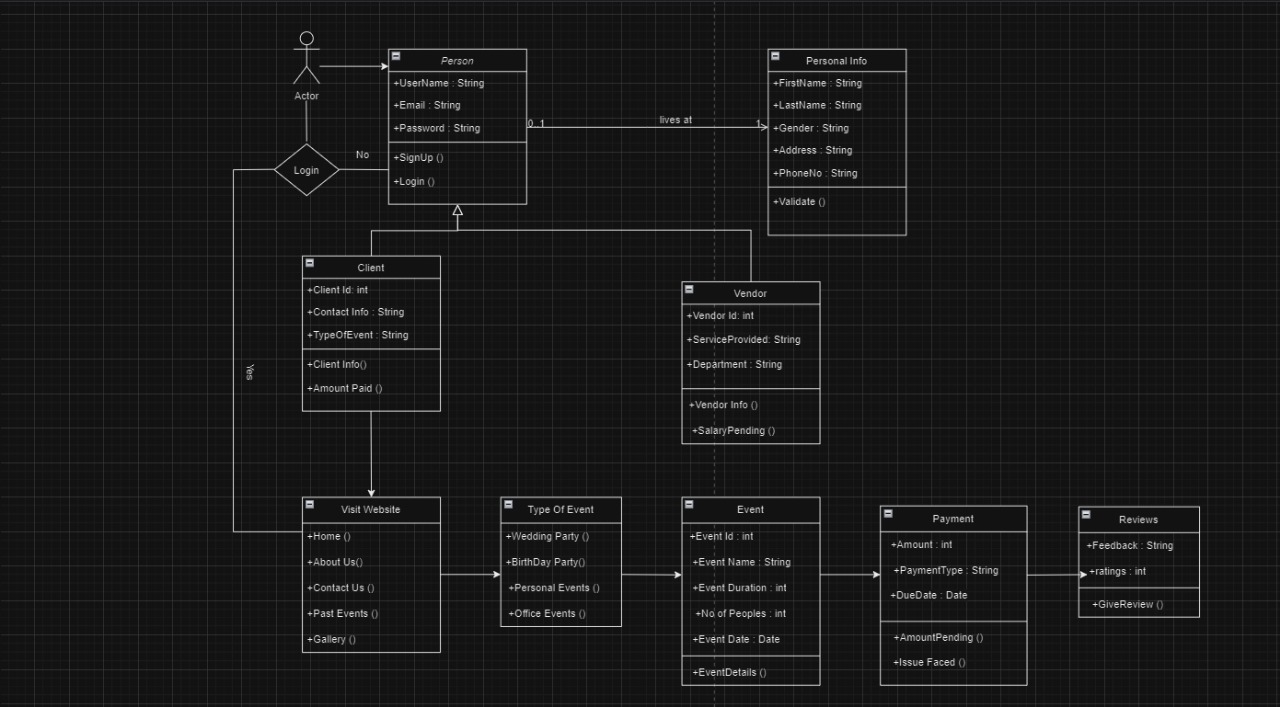 Actor
Person
+UserName : String
+Email : String
+Password : String
+SignUp ()
+Login ()
0..1
lives at
1
Personal Info
+FirstName : String
+LastName : String
+Gender : String
+Address : String
+PhoneNo : String
+Validate ()
Login
No
Yes
Client
+Client Id: int
+Contact Info : String
+TypeOfEvent : String
+Client Info()
+Amount Paid ()
Vendor
+Vendor Id: int
+ServiceProvided: String
+Department : String
+Vendor Info ()
+SalaryPending ()
Visit Website
+Home ()
+About Us()
+Contact Us ()
+Past Events ()
+Gallery ()
Type Of Event
+Wedding Party ()
+BirthDay Party()
+Personal Events ()
+Office Events ()
Event
+Event Id : int
+Event Name : String
+Event Duration : int
+No of Peoples : int
+Event Date : Date
+EventDetails ()
Payment
+Amount : int
+PaymentType : String
+DueDate : Date
+AmountPending ()
+Issue Faced ()
Reviews
+Feedback : String
+ratings : int
+GiveReview ()